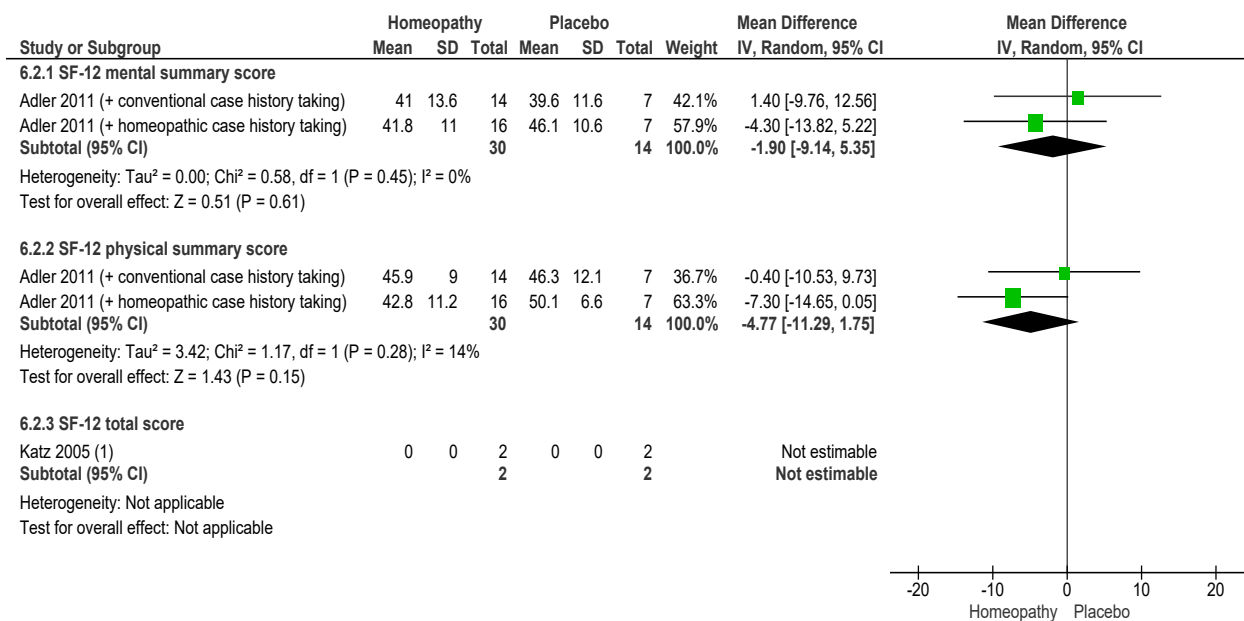 Homeopathy Placebo Mean Difference Mean Difference
Study or Subgroup Mean SD Total Mean SD Total Weight IV, Random, 95% CI IV, Random, 95% CI
6.2.1 SF-12 mental summary score
Adler 2011 (+ conventional case history taking) 41 13.6 14 39.6 11.6 7 42.1% 1.40 [-9.76, 12.56]
Adler 2011 (+ homeopathic case history taking) 41.8 11 16 46.1 10.6 7 57.9% -4.30 [-13.82, 5.22]
Subtotal (95% CI) 30 14 100.0% -1.90 [-9.14, 5.35]
Heterogeneity: Tau² = 0.00; Chi² = 0.58, df = 1 (P = 0.45); I² = 0%
Test for overall effect: Z = 0.51 (P = 0.61)
6.2.2 SF-12 physical summary score
Adler 2011 (+ conventional case history taking) 45.9 9 14 46.3 12.1 7 36.7% -0.40 [-10.53, 9.73]
Adler 2011 (+ homeopathic case history taking) 42.8 11.2 16 50.1 6.6 7 63.3% -7.30 [-14.65, 0.05]
Subtotal (95% CI) 30 14 100.0% -4.77 [-11.29, 1.75]
Heterogeneity: Tau² = 3.42; Chi² = 1.17, df = 1 (P = 0.28); I² = 14%
Test for overall effect: Z = 1.43 (P = 0.15)
6.2.3 SF-12 total score
Katz 2005 (1) 0 0 2 0 0 2 Not estimable
Subtotal (95% CI) 2 2 Not estimable
Heterogeneity: Not applicable
Test for overall effect: Not applicable
-20 -10 0 10 20
Homeopathy Placebo